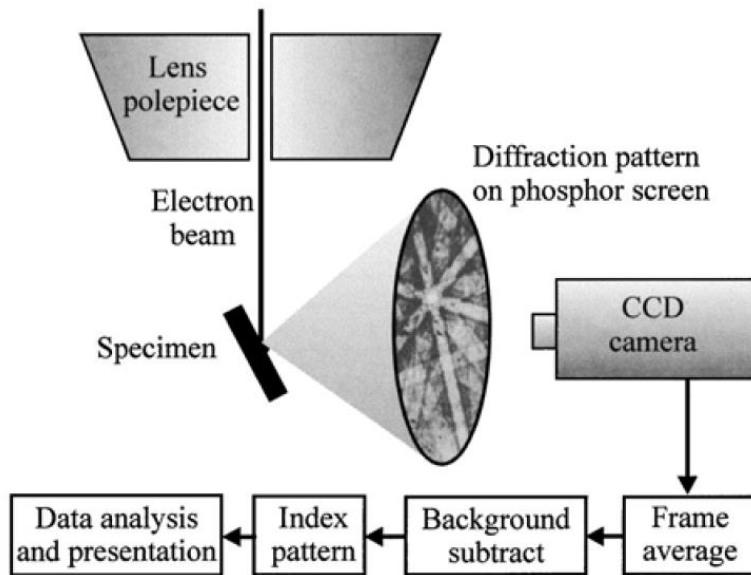 Lens
polepiece
Diffraction pattern
on phosphor screen
Electron
beam
CCD
camera
Specimen
Data analysis
and presentation
Index
pattern
Background
subtract
Frame
average